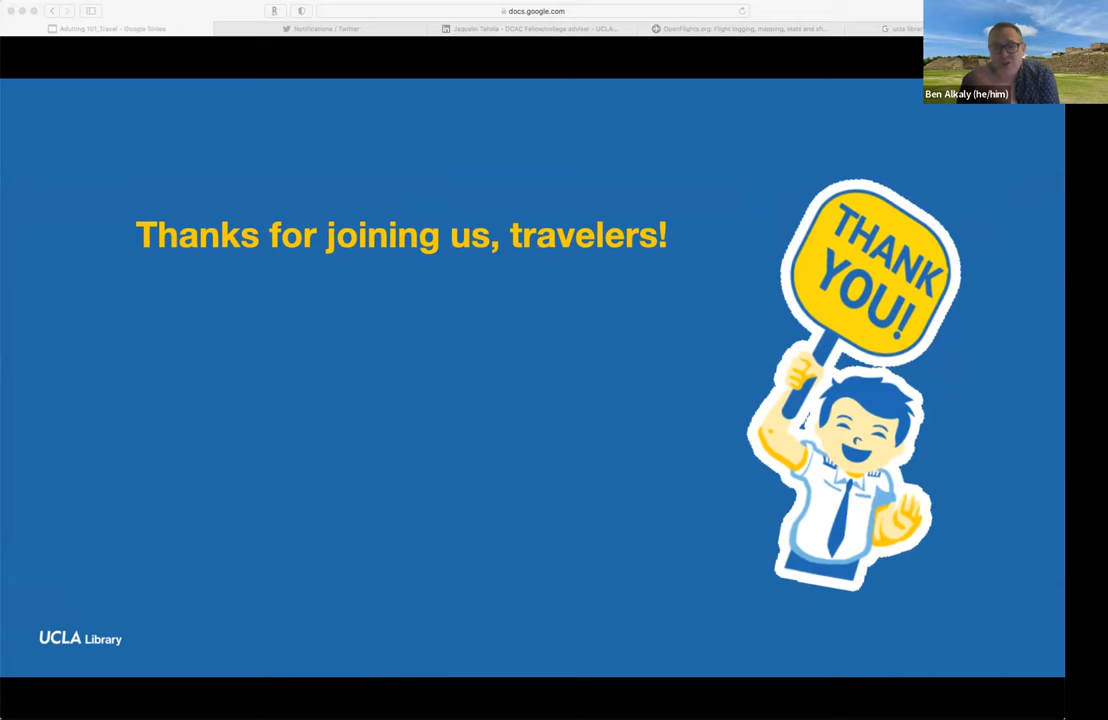 docs.google.com
Adulting 101_Travel - Google Slides
Notifications / Twitter
Jaquelin Tafolla - DCAC Fellow/college adviser - UCLA...
OpenFlights.org: Flight logging, mapping, stats and sh...
ucla librar
Ben Alkaly (he/him)
Thanks for joining us, travelers!
THANK
YOU!
UCLA Library